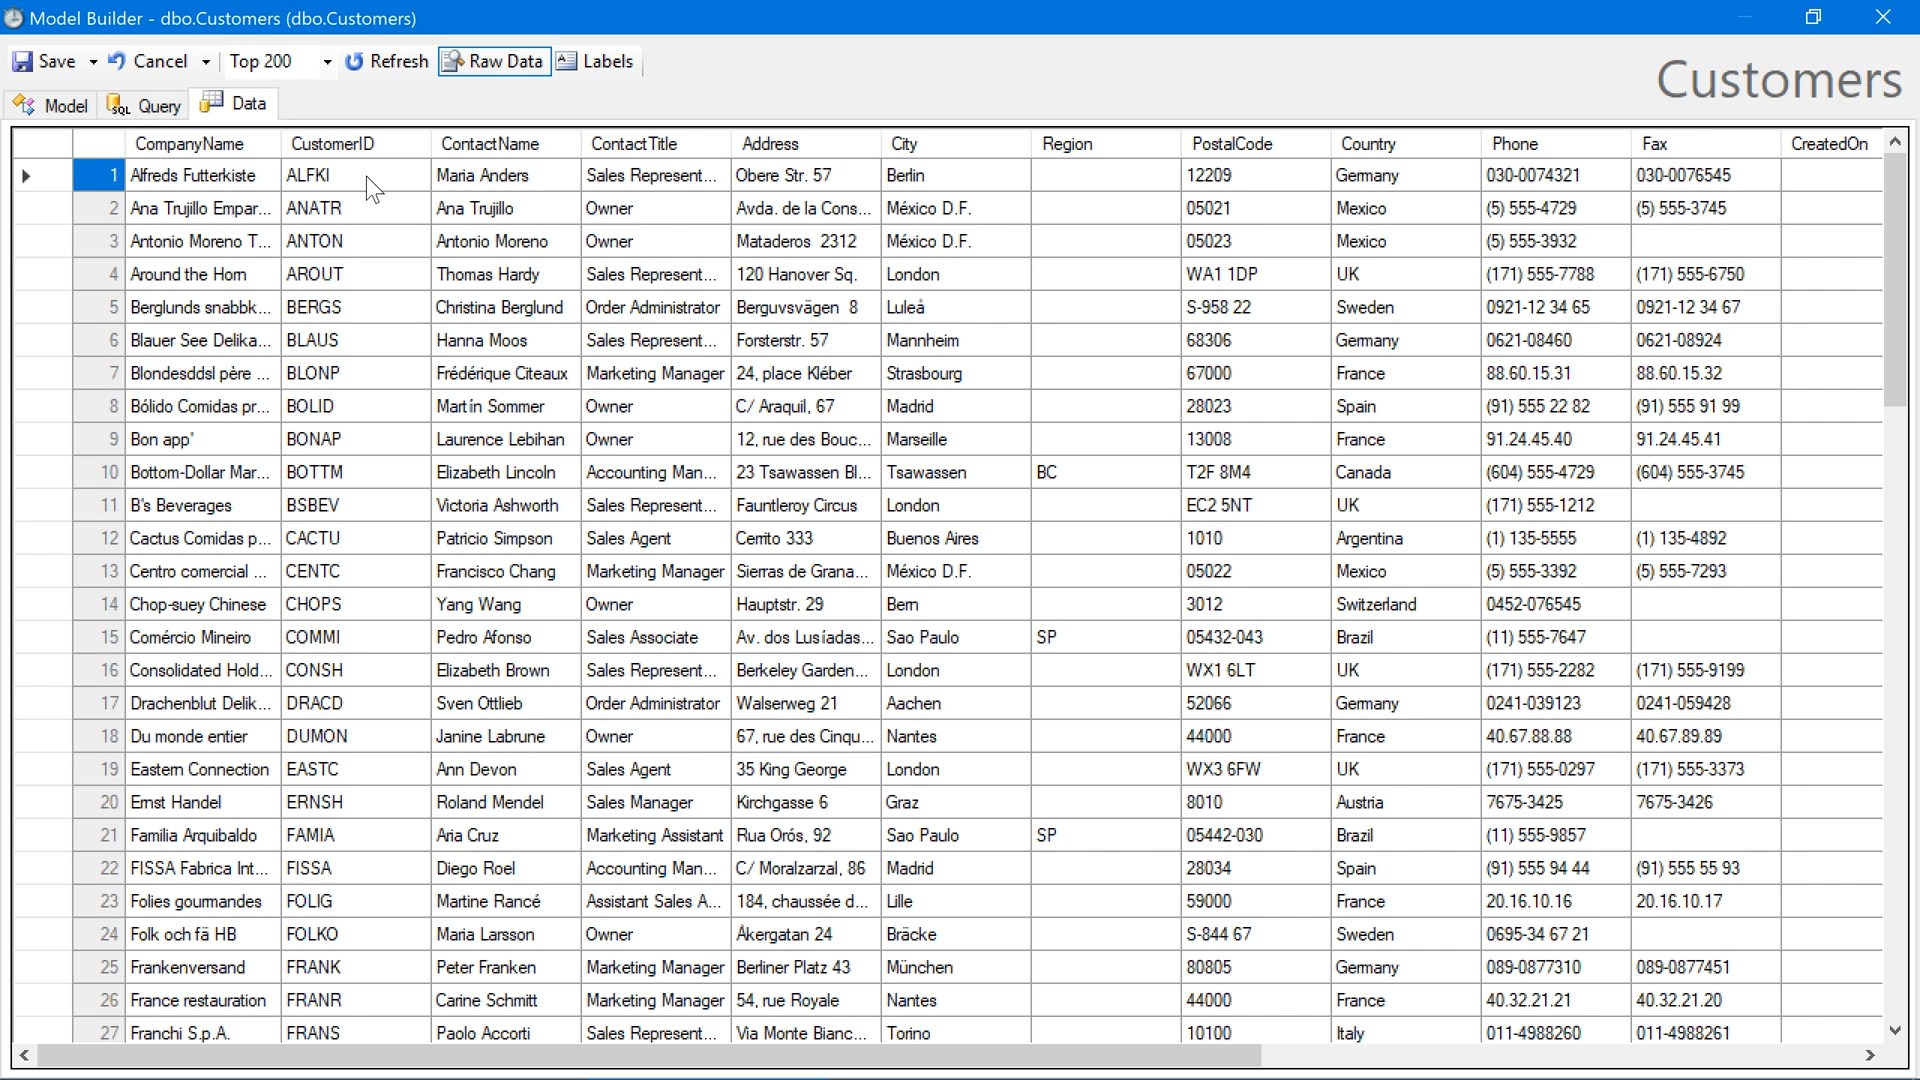 Model Builder - dbo.Customers (dbo.Customers)
Save Cancel Top 200 Refresh Raw Data Labels
Customers
Model Query Data
CompanyName CustomerID ContactName ContactTitle Address City Region PostalCode Country Phone Fax CreatedOn
1 Alfreds Futterkiste ALFKI Maria Anders Sales Represent... Obere Str. 57 Berlin 12209 Germany 030-0074321 030-0076545
2 Ana Trujillo Empar... ANATR Ana Trujillo Owner Avda. de la Cons... México D.F. 05021 Mexico (5) 555-4729 (5) 555-3745
3 Antonio Moreno T... ANTON Antonio Moreno Owner Mataderos 2312 México D.F. 05023 Mexico (5) 555-3932
4 Around the Horn AROUT Thomas Hardy Sales Represent... 120 Hanover Sq. London WA1 1DP UK (171) 555-7788 (171) 555-6750
5 Berglunds snabbk... BERGS Christina Berglund Order Administrator Berguvsvägen 8 Luleå S-958 22 Sweden 0921-12 34 65 0921-12 34 67
6 Blauer See Delika... BLAUS Hanna Moos Sales Represent... Forsterstr. 57 Mannheim 68306 Germany 0621-08460 0621-08924
7 Blondesddsl père ... BLONP Frédérique Citeaux Marketing Manager 24, place Kléber Strasbourg 67000 France 88.60.15.31 88.60.15.32
8 Bólido Comidas pr... BOLID Martín Sommer Owner C/ Araquil, 67 Madrid 28023 Spain (91) 555 22 82 (91) 555 91 99
9 Bon app' BONAP Laurence Lebihan Owner 12, rue des Bouc... Marseille 13008 France 91.24.45.40 91.24.45.41
10 Bottom-Dollar Mar... BOTTM Elizabeth Lincoln Accounting Man... 23 Tsawassen Bl... Tsawassen BC T2F 8M4 Canada (604) 555-4729 (604) 555-3745
11 B's Beverages BSBEV Victoria Ashworth Sales Represent... Fauntleroy Circus London EC2 5NT UK (171) 555-1212
12 Cactus Comidas p... CACTU Patricio Simpson Sales Agent Cerrito 333 Buenos Aires 1010 Argentina (1) 135-5555 (1) 135-4892
13 Centro comercial ... CENTC Francisco Chang Marketing Manager Sierras de Grana... México D.F. 05022 Mexico (5) 555-3392 (5) 555-7293
14 Chop-suey Chinese CHOPS Yang Wang Owner Hauptstr. 29 Bern 3012 Switzerland 0452-076545
15 Comércio Mineiro COMMI Pedro Afonso Sales Associate Av. dos Lusíadas... Sao Paulo SP 05432-043 Brazil (11) 555-7647
16 Consolidated Hold... CONSH Elizabeth Brown Sales Represent... Berkeley Garden... London WX1 6LT UK (171) 555-2282 (171) 555-9199
17 Drachenblut Delik... DRACD Sven Ottlieb Order Administrator Walserweg 21 Aachen 52066 Germany 0241-039123 0241-059428
18 Du monde entier DUMON Janine Labrune Owner 67, rue des Cinqu... Nantes 44000 France 40.67.88.88 40.67.89.89
19 Eastern Connection EASTC Ann Devon Sales Agent 35 King George London WX3 6FW UK (171) 555-0297 (171) 555-3373
20 Ernst Handel ERNSH Roland Mendel Sales Manager Kirchgasse 6 Graz 8010 Austria 7675-3425 7675-3426
21 Familia Arquibaldo FAMIA Aria Cruz Marketing Assistant Rua Orós, 92 Sao Paulo SP 05442-030 Brazil (11) 555-9857
22 FISSA Fabrica Int... FISSA Diego Roel Accounting Man... C/ Moralzarzal, 86 Madrid 28034 Spain (91) 555 94 44 (91) 555 55 93
23 Folies gourmandes FOLIG Martine Rancé Assistant Sales A... 184, chaussée d... Lille 59000 France 20.16.10.16 20.16.10.17
24 Folk och fä HB FOLKO Maria Larsson Owner Åkergatan 24 Bräcke S-844 67 Sweden 0695-34 67 21
25 Frankenversand FRANK Peter Franken Marketing Manager Berliner Platz 43 München 80805 Germany 089-0877310 089-0877451
26 France restauration FRANR Carine Schmitt Marketing Manager 54, rue Royale Nantes 44000 France 40.32.21.21 40.32.21.20
27 Franchi S.p.A. FRANS Paolo Accorti Sales Represent... Via Monte Bianc... Torino 10100 Italy 011-4988260 011-4988261